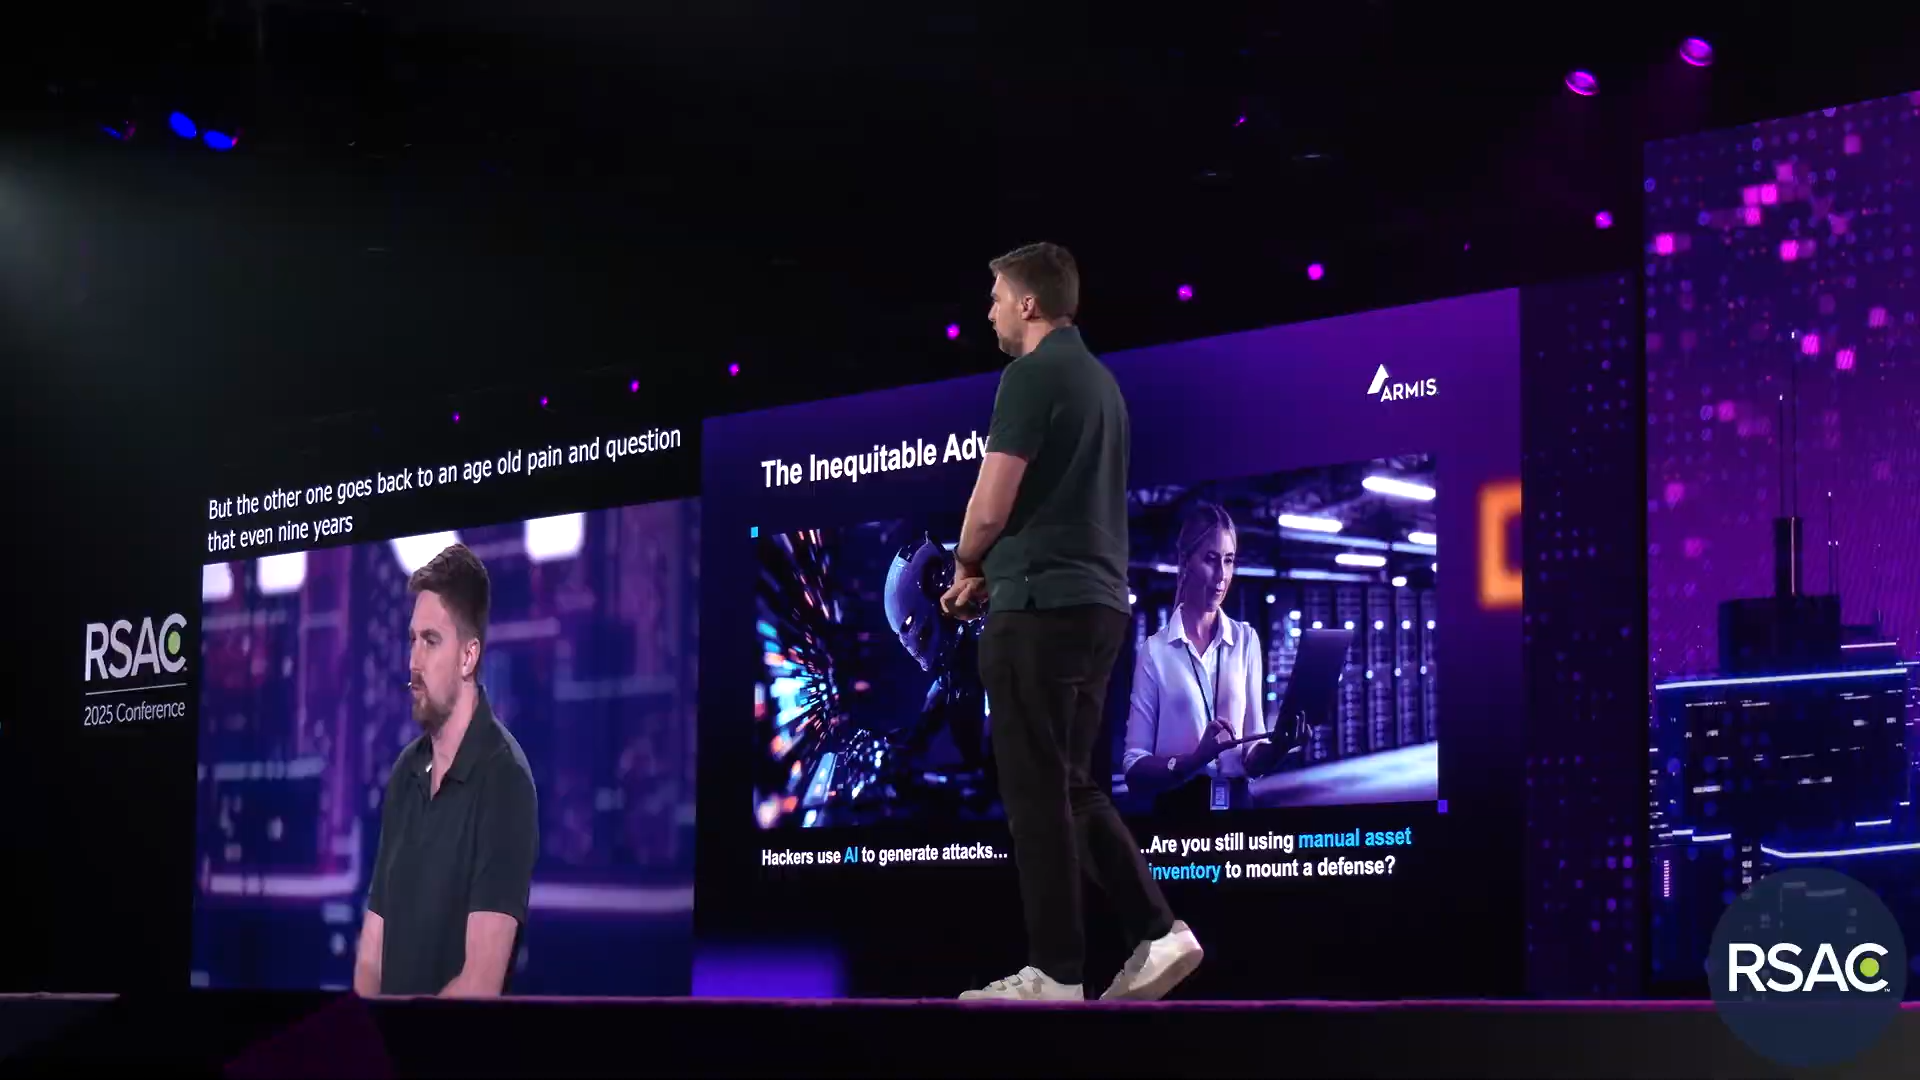 But the other one goes back to an age old pain and question
that even nine years
RSAC
2025 Conference
ARMIS
The Inequitable Adv
Hackers use AI to generate attacks...
...Are you still using manual asset
inventory to mount a defense?
RSAC